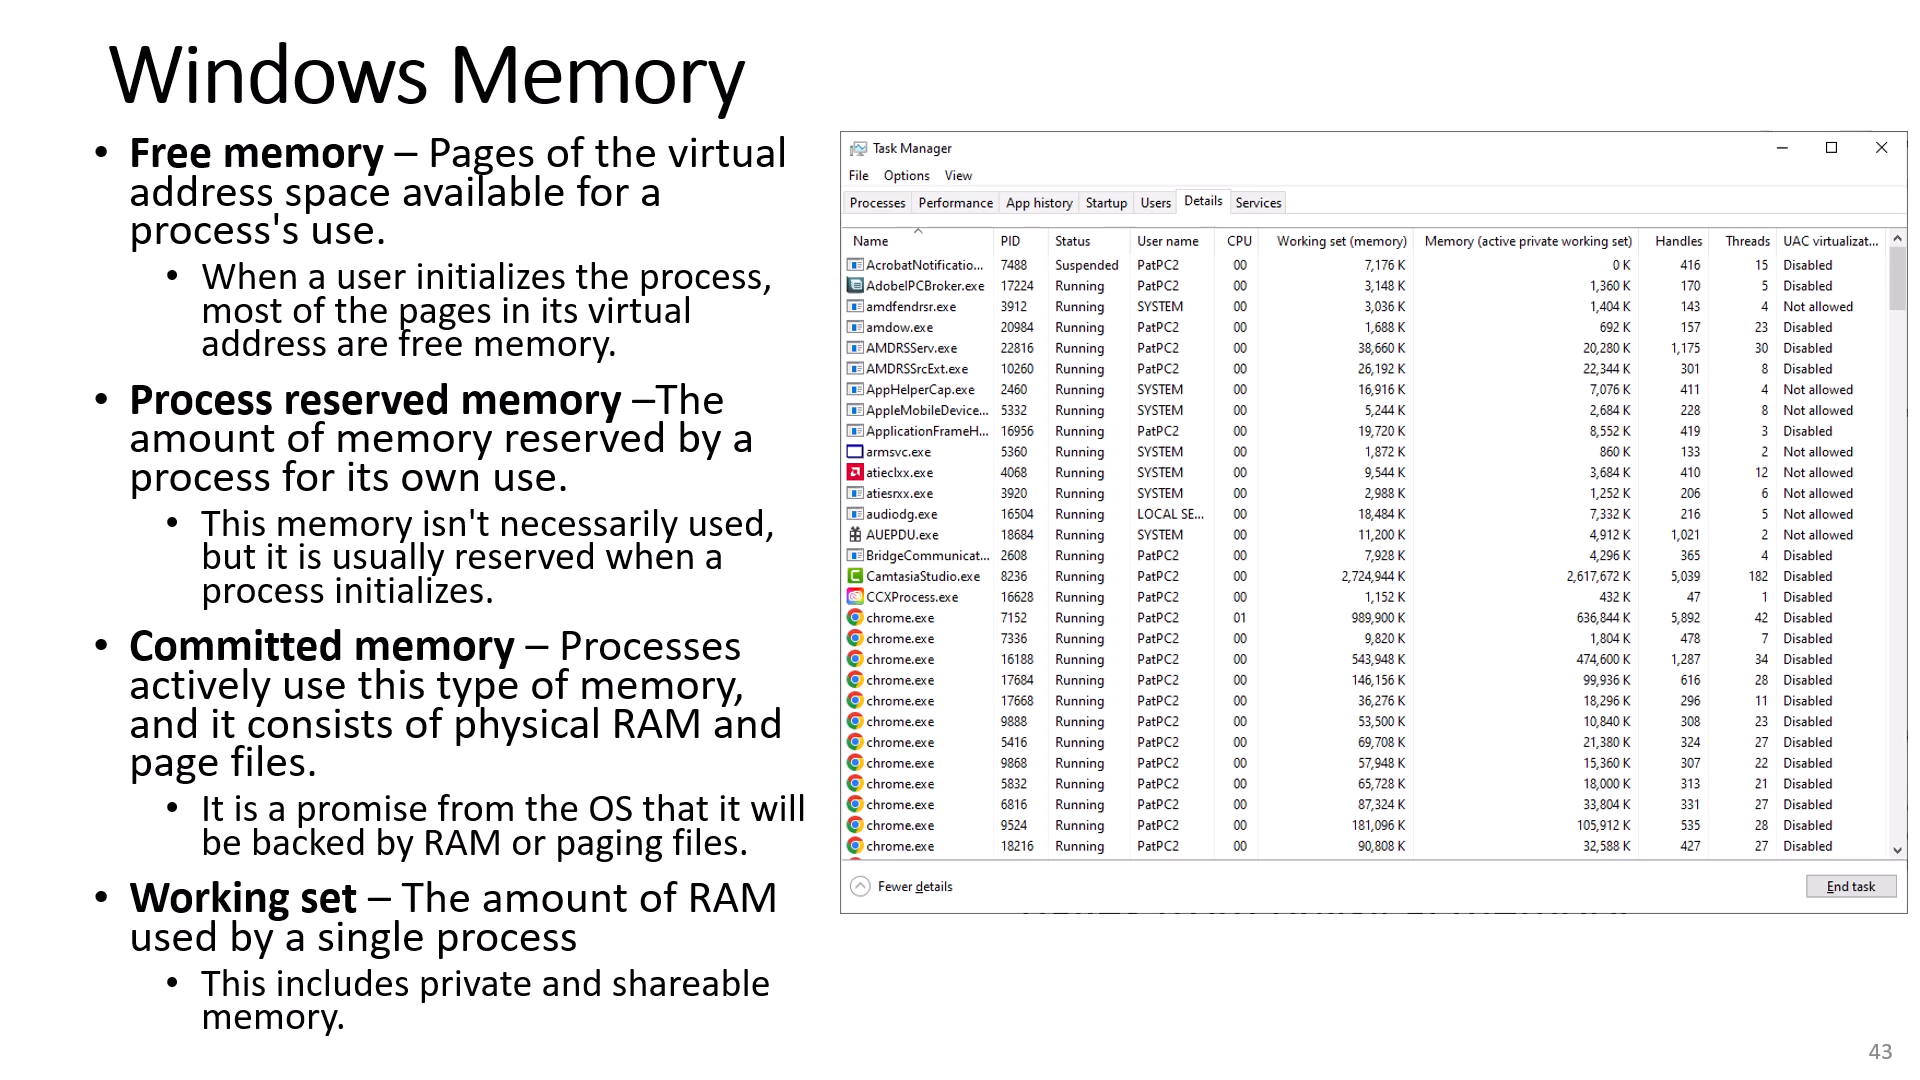 Windows Memory
• Free memory – Pages of the virtual
address space available for a
process's use.
• When a user initializes the process,
most of the pages in its virtual
address are free memory.
• Process reserved memory –The
amount of memory reserved by a
process for its own use.
• This memory isn't necessarily used,
but it is usually reserved when a
process initializes.
• Committed memory – Processes
actively use this type of memory,
and it consists of physical RAM and
page files.
• It is a promise from the OS that it will
be backed by RAM or paging files.
• Working set – The amount of RAM
used by a single process
• This includes private and shareable
memory.
Task Manager
File Options View
Processes Performance App history Startup Users Details Services
Name PID Status User name CPU Working set (memory) Memory (active private working set) Handles Threads UAC virtualizat...
AcrobatNotificatio... 7488 Suspended PatPC2 00 7,176 K 0 K 416 15 Disabled
AdobeIPCBroker.exe 17224 Running PatPC2 00 3,148 K 1,360 K 170 5 Disabled
amdfendrsr.exe 3912 Running SYSTEM 00 3,036 K 1,404 K 143 4 Not allowed
amdow.exe 20984 Running PatPC2 00 1,688 K 692 K 157 23 Disabled
AMDRSServ.exe 22816 Running PatPC2 00 38,660 K 20,280 K 1,175 30 Disabled
AMDRSSrcExt.exe 10260 Running PatPC2 00 26,192 K 22,344 K 301 8 Disabled
AppHelperCap.exe 2460 Running SYSTEM 00 16,916 K 7,076 K 411 4 Not allowed
AppleMobileDevice... 5332 Running SYSTEM 00 5,244 K 2,684 K 228 8 Not allowed
ApplicationFrameH... 16956 Running PatPC2 00 19,720 K 8,552 K 419 3 Disabled
armsvc.exe 5360 Running SYSTEM 00 1,872 K 860 K 133 2 Not allowed
atieclxx.exe 4068 Running SYSTEM 00 9,544 K 3,684 K 410 12 Not allowed
atiesrxx.exe 3920 Running SYSTEM 00 2,988 K 1,252 K 206 6 Not allowed
audiodg.exe 16504 Running LOCAL SE... 00 18,484 K 7,332 K 216 5 Not allowed
AUEPDU.exe 18684 Running SYSTEM 00 11,200 K 4,912 K 1,021 2 Not allowed
BridgeCommunicat... 2608 Running PatPC2 00 7,928 K 4,296 K 365 4 Disabled
CamtasiaStudio.exe 8236 Running PatPC2 00 2,724,944 K 2,617,672 K 5,039 182 Disabled
CCXProcess.exe 16628 Running PatPC2 00 1,152 K 432 K 47 1 Disabled
chrome.exe 7152 Running PatPC2 01 989,900 K 636,844 K 5,892 42 Disabled
chrome.exe 7336 Running PatPC2 00 9,820 K 1,804 K 478 7 Disabled
chrome.exe 16188 Running PatPC2 00 543,948 K 474,600 K 1,287 34 Disabled
chrome.exe 17684 Running PatPC2 00 146,156 K 99,936 K 616 28 Disabled
chrome.exe 17668 Running PatPC2 00 36,276 K 18,296 K 296 11 Disabled
chrome.exe 9888 Running PatPC2 00 53,500 K 10,840 K 308 23 Disabled
chrome.exe 5416 Running PatPC2 00 69,708 K 21,380 K 324 27 Disabled
chrome.exe 9868 Running PatPC2 00 57,948 K 15,360 K 307 22 Disabled
chrome.exe 5832 Running PatPC2 00 65,728 K 18,000 K 313 21 Disabled
chrome.exe 6816 Running PatPC2 00 87,324 K 33,804 K 331 27 Disabled
chrome.exe 9524 Running PatPC2 00 181,096 K 105,912 K 535 28 Disabled
chrome.exe 18216 Running PatPC2 00 90,808 K 32,588 K 427 27 Disabled
Fewer details End task
43